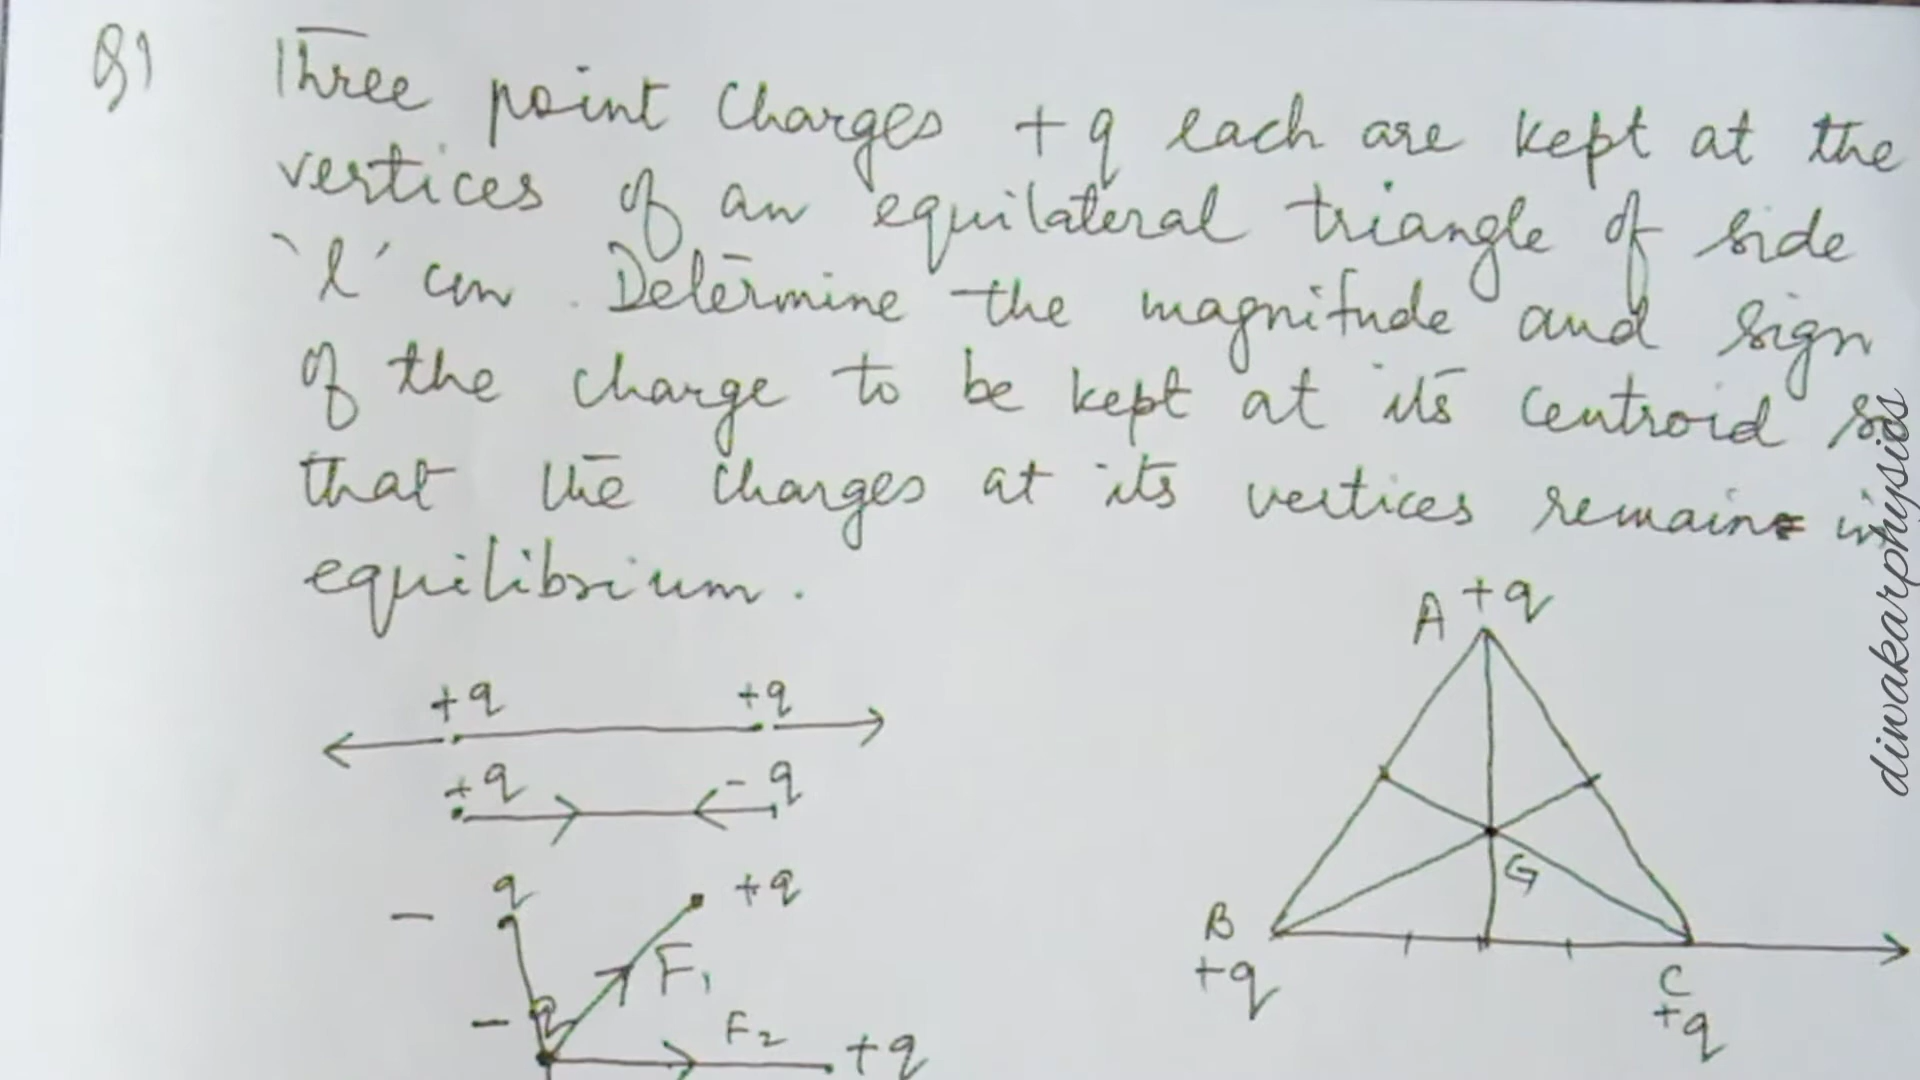 Q1 Three point charges +q each are kept at the
vertices of an equilateral triangle of side
'l' cm. Determine the magnitude and sign
of the charge to be kept at its centroid so
that the charges at its vertices remain in
equilibrium.
A +q
+q +q
+q -q
G
- q +q
F1
B
+q
C
+q
- q F2 +q
diwakarphysics